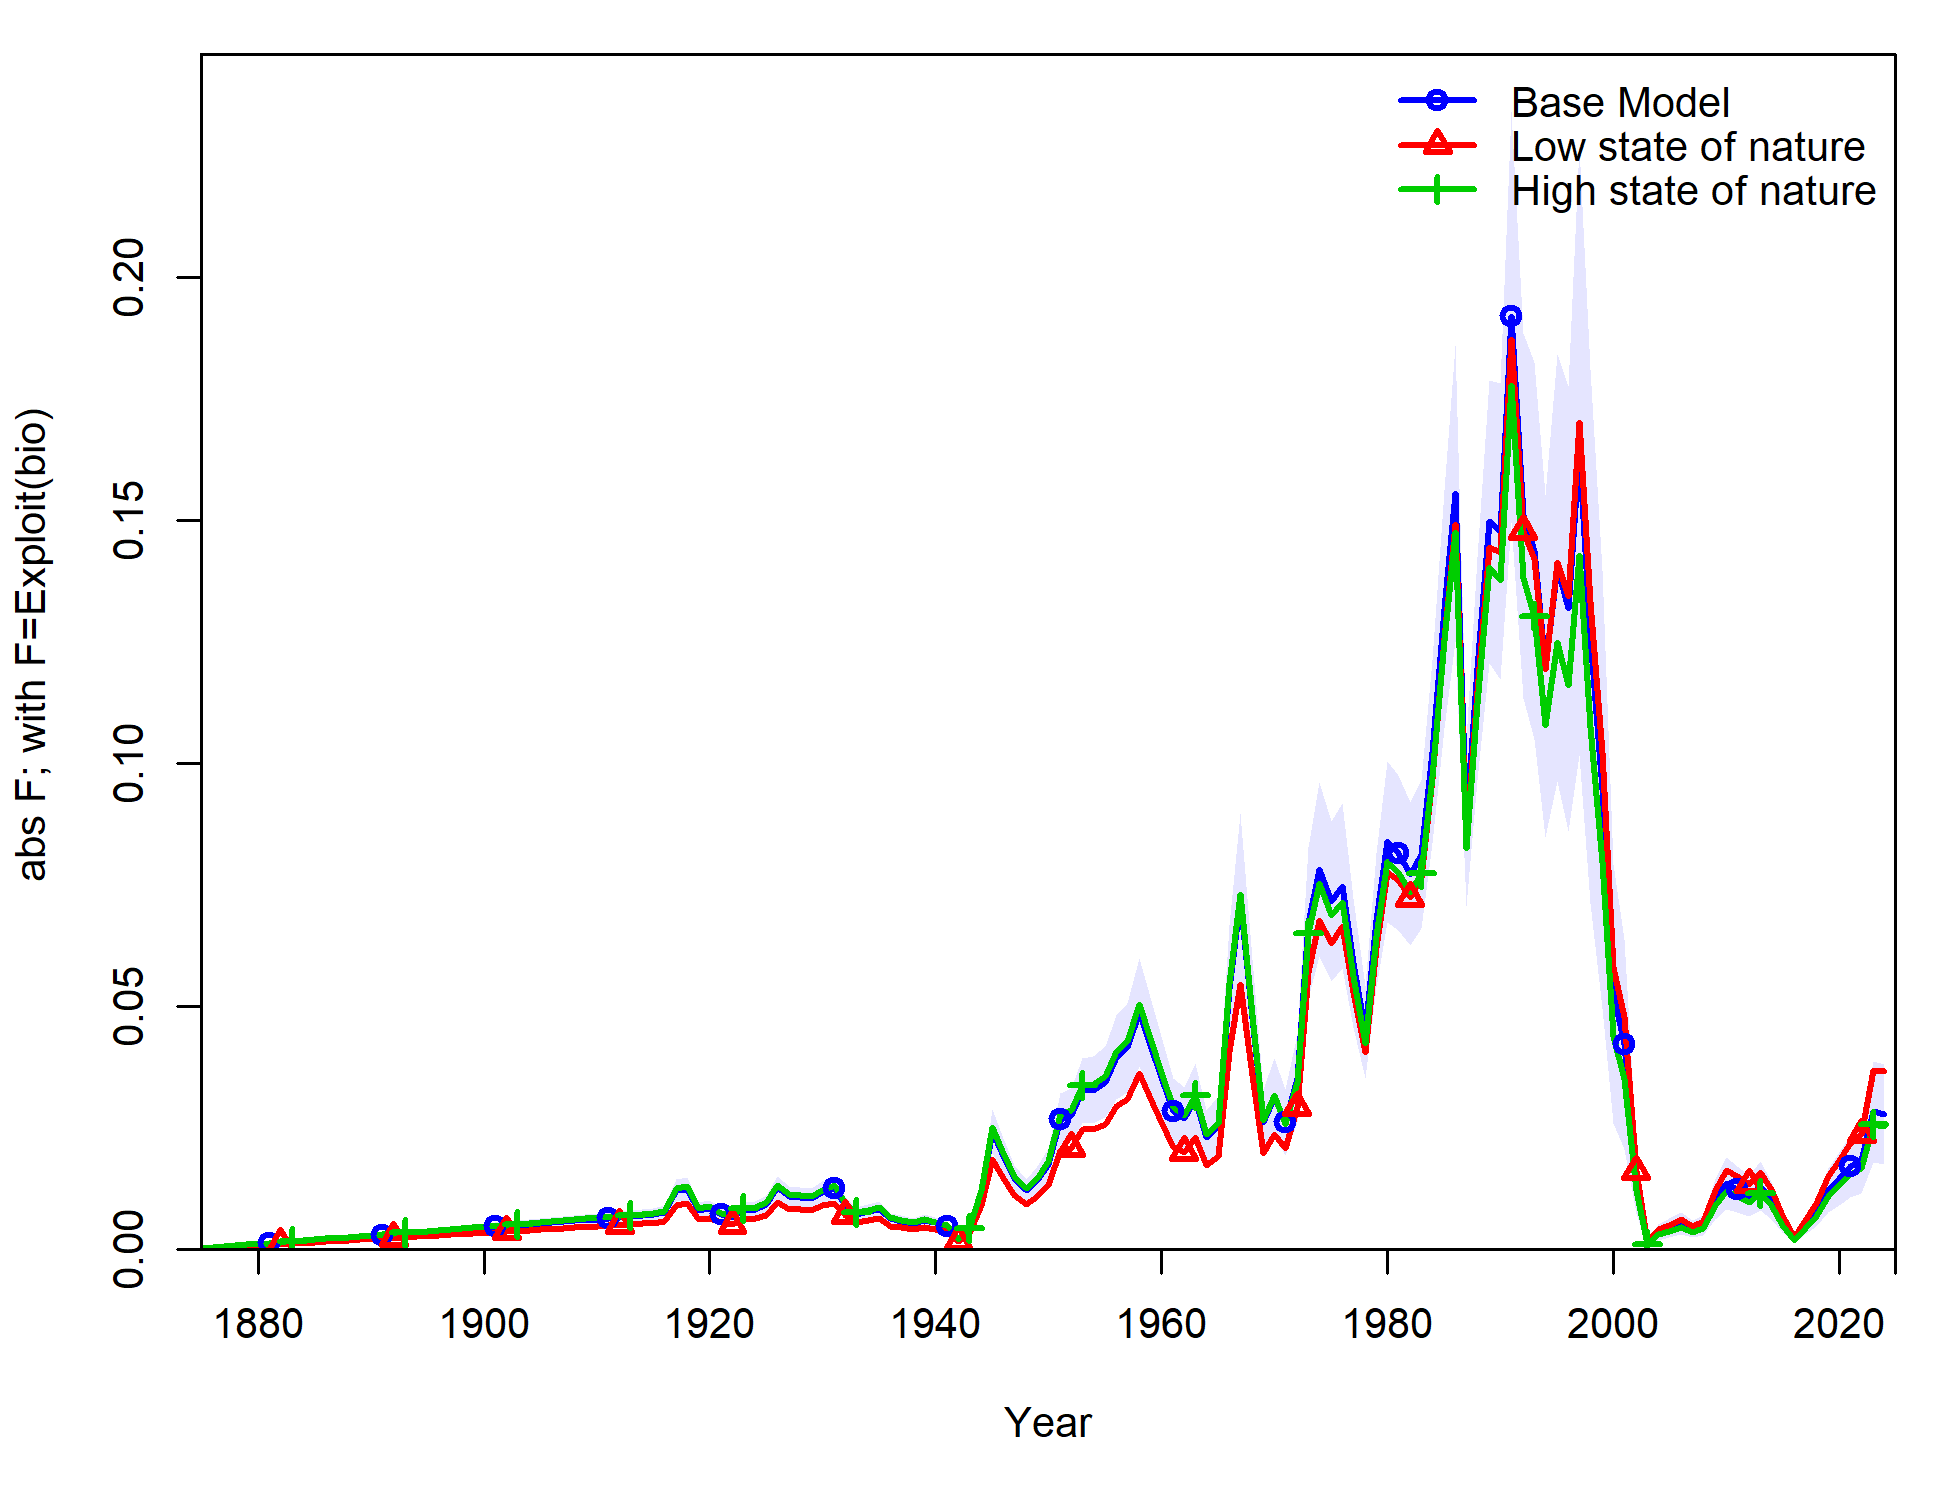 Base Model
Low state of nature
High state of nature
abs F; with F=Exploit(bio)
0.20
0.15
0.10
0.05
0.00
1880 1900 1920 1940 1960 1980 2000 2020
Year